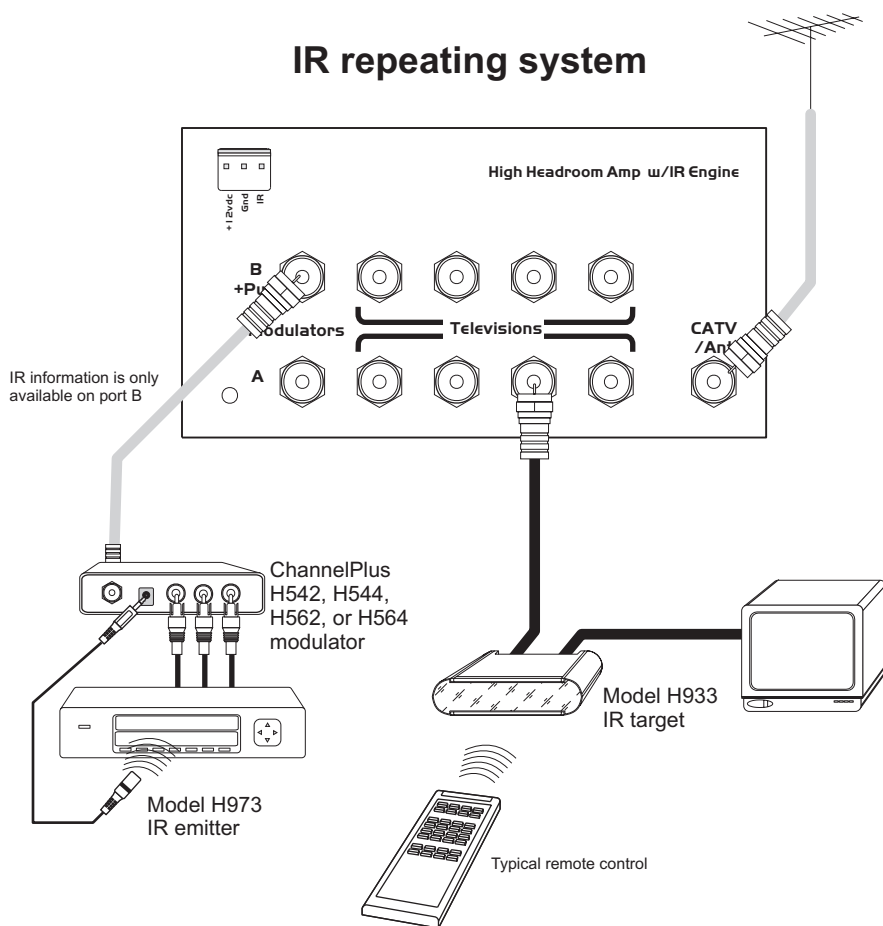 IR repeating system
High Headroom Amp w/IR Engine
+12vdc
Gnd
IR
B
Modulators
Televisions
CATV
/Ant
A
IR information is only
available on port B
ChannelPlus
H542, H544,
H562, or H564
modulator
Model H933
IR target
Model H973
IR emitter
Typical remote control